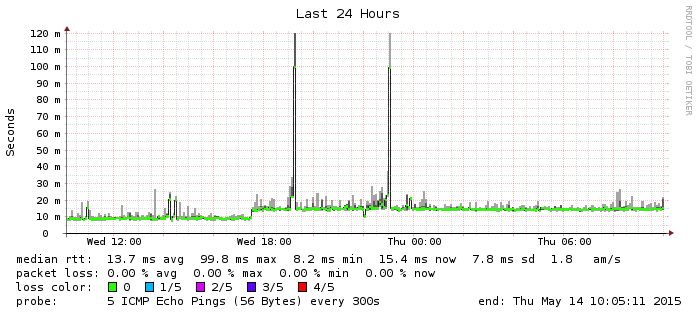 Last 24 Hours
RRDTOOL / TOBI OETIKER
Seconds
120 m
110 m
100 m
90 m
80 m
70 m
60 m
50 m
40 m
30 m
20 m
10 m
0
Wed 12:00 Wed 18:00 Thu 00:00 Thu 06:00
median rtt: 13.7 ms avg 99.8 ms max 8.2 ms min 15.4 ms now 7.8 ms sd 1.8 am/s
packet loss: 0.00 % avg 0.00 % max 0.00 % min 0.00 % now
loss color: 0 1/5 2/5 3/5 4/5
probe: 5 ICMP Echo Pings (56 Bytes) every 300s end: Thu May 14 10:05:11 2015